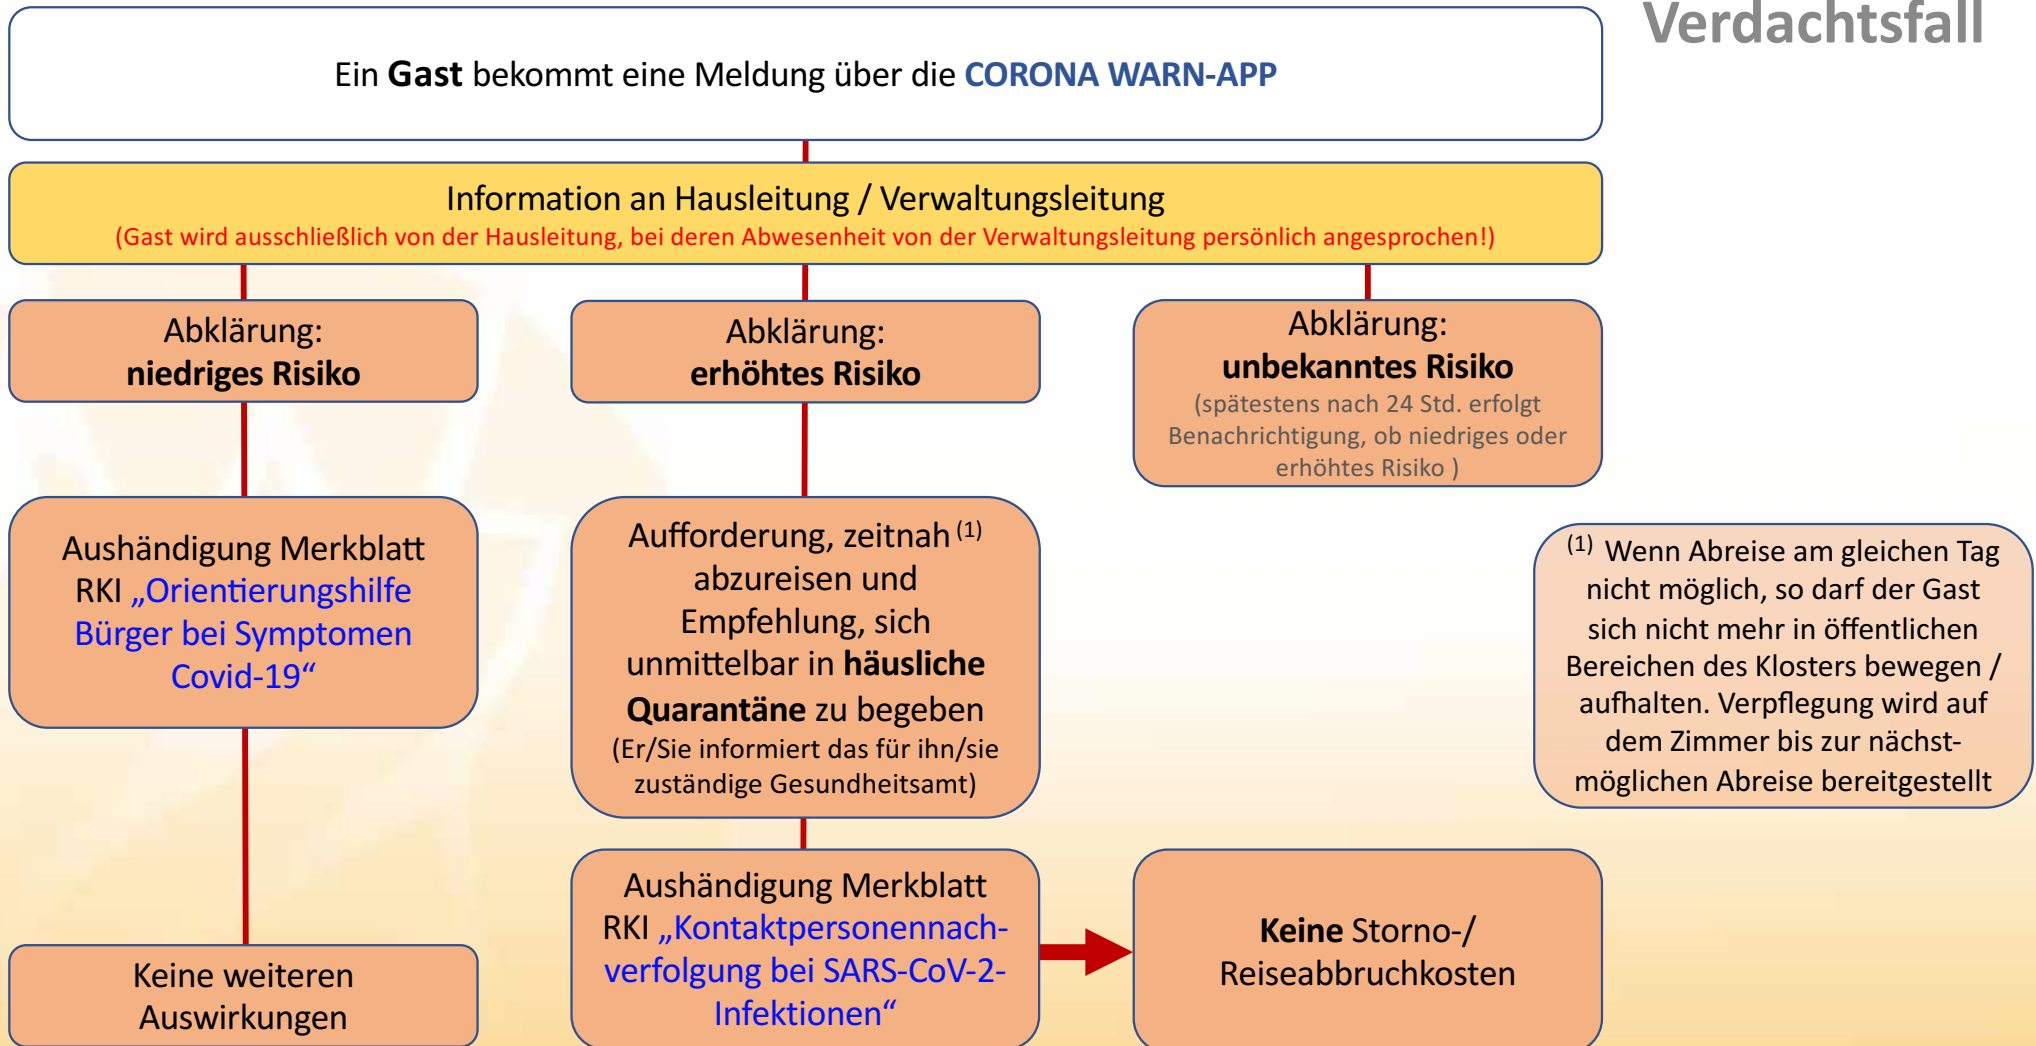 Verdachtsfall
Ein Gast bekommt eine Meldung über die CORONA WARN-APP
Information an Hausleitung / Verwaltungsleitung
(Gast wird ausschließlich von der Hausleitung, bei deren Abwesenheit von der Verwaltungsleitung persönlich angesprochen!)
Abklärung:
niedriges Risiko
Abklärung:
erhöhtes Risiko
Abklärung:
unbekanntes Risiko
(spätestens nach 24 Std. erfolgt
Benachrichtigung, ob niedriges oder
erhöhtes Risiko )
Aushändigung Merkblatt
RKI „Orientierungshilfe
Bürger bei Symptomen
Covid-19“
Aufforderung, zeitnah (1)
abzureisen und
Empfehlung, sich
unmittelbar in häusliche
Quarantäne zu begeben
(Er/Sie informiert das für ihn/sie
zuständige Gesundheitsamt)
(1) Wenn Abreise am gleichen Tag
nicht möglich, so darf der Gast
sich nicht mehr in öffentlichen
Bereichen des Klosters bewegen /
aufhalten. Verpflegung wird auf
dem Zimmer bis zur nächst-
möglichen Abreise bereitgestellt
Keine weiteren
Auswirkungen
Aushändigung Merkblatt
RKI „Kontaktpersonennach-
verfolgung bei SARS-CoV-2-
Infektionen“
Keine Storno-/
Reiseabbruchkosten